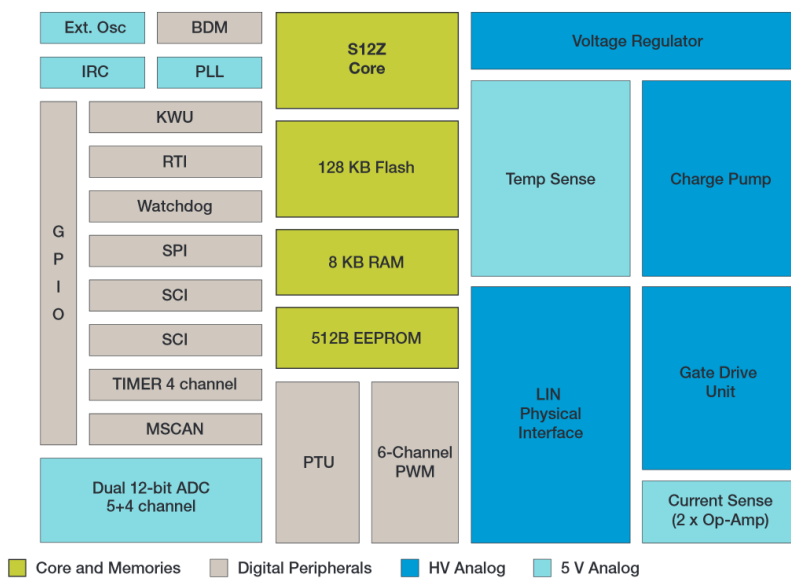 Ext. Osc
BDM
IRC
PLL
G
P
I
O
KWU
RTI
Watchdog
SPI
SCI
SCI
TIMER 4 channel
MSCAN
Dual 12-bit ADC
5+4 channel
S12Z
Core
128 KB Flash
8 KB RAM
512B EEPROM
PTU
6-Channel
PWM
Voltage Regulator
Temp Sense
Charge Pump
LIN
Physical
Interface
Gate Drive
Unit
Current Sense
(2 x Op-Amp)
Core and Memories
Digital Peripherals
HV Analog
5 V Analog